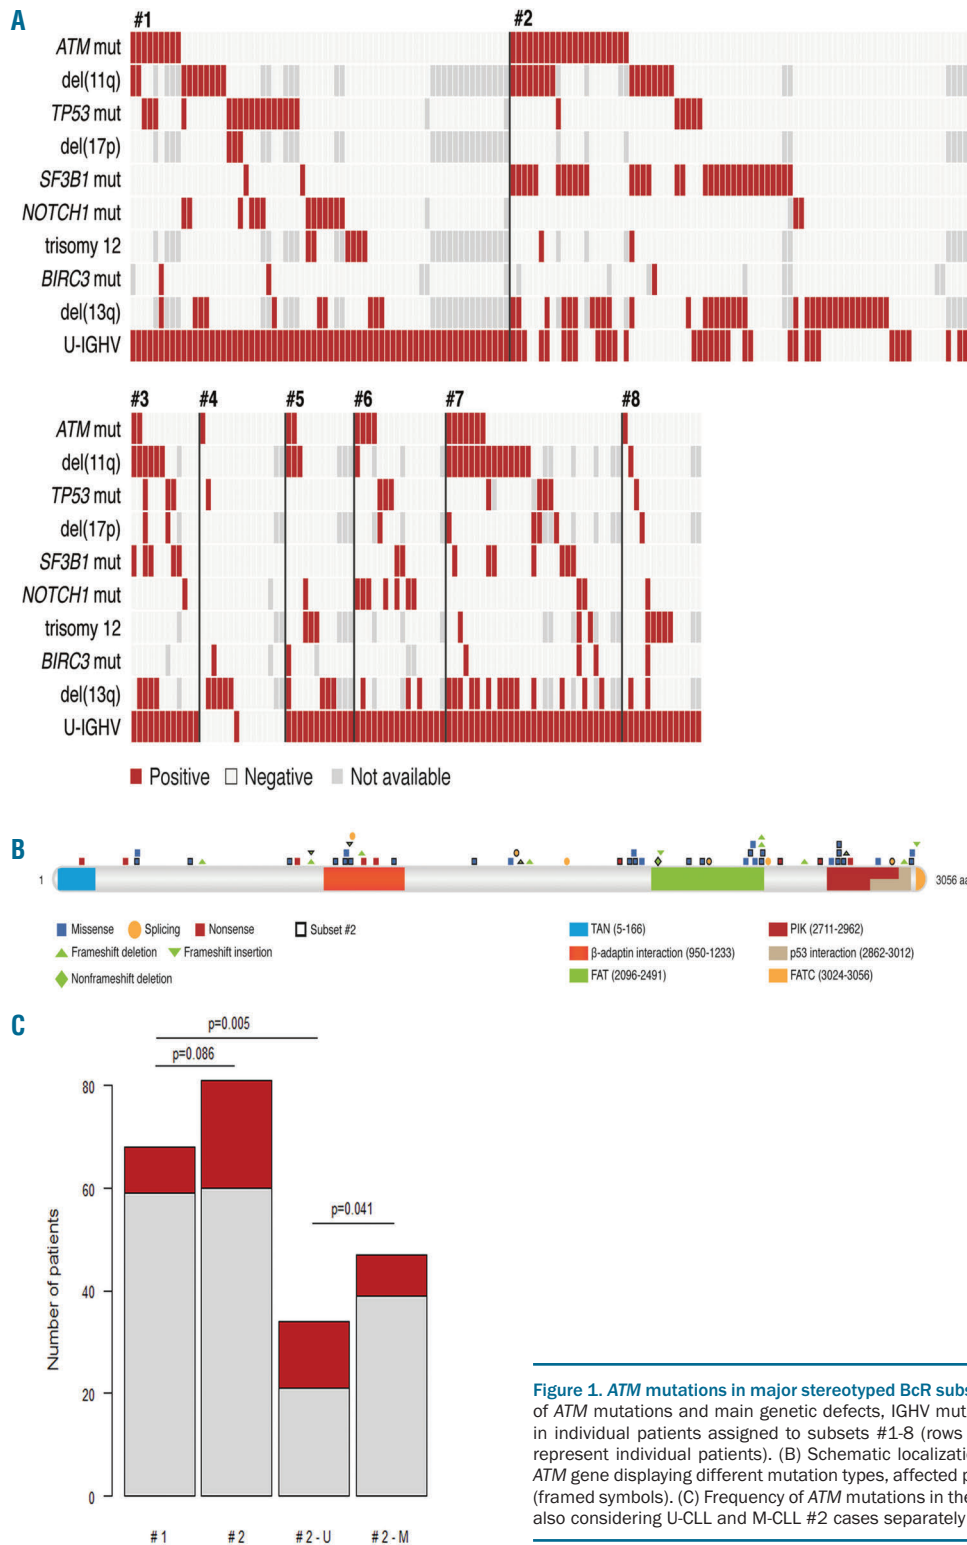 A
#1 #2
ATM mut
del(11q)
TP53 mut
del(17p)
SF3B1 mut
NOTCH1 mut
trisomy 12
BIRC3 mut
del(13q)
U-IGHV
#3 #4 #5 #6 #7 #8
ATM mut
del(11q)
TP53 mut
del(17p)
SF3B1 mut
NOTCH1 mut
trisomy 12
BIRC3 mut
del(13q)
U-IGHV
Positive Negative Not available
B
1 3056 aa
Missense Splicing Nonsense Subset #2
Frameshift deletion Frameshift insertion
Nonframeshift deletion
TAN (5-166) PIK (2711-2962)
β-adaptin interaction (950-1233) p53 interaction (2862-3012)
FAT (2096-2491) FATC (3024-3056)
C
p=0.005
p=0.086
p=0.041
Number of patients
80
60
40
20
0
# 1 # 2 # 2 - U # 2 - M
Figure 1. ATM mutations in major stereotyped BcR subs
of ATM mutations and main genetic defects, IGHV mut
in individual patients assigned to subsets #1-8 (rows
represent individual patients). (B) Schematic localizatio
ATM gene displaying different mutation types, affected p
(framed symbols). (C) Frequency of ATM mutations in the
also considering U-CLL and M-CLL #2 cases separately